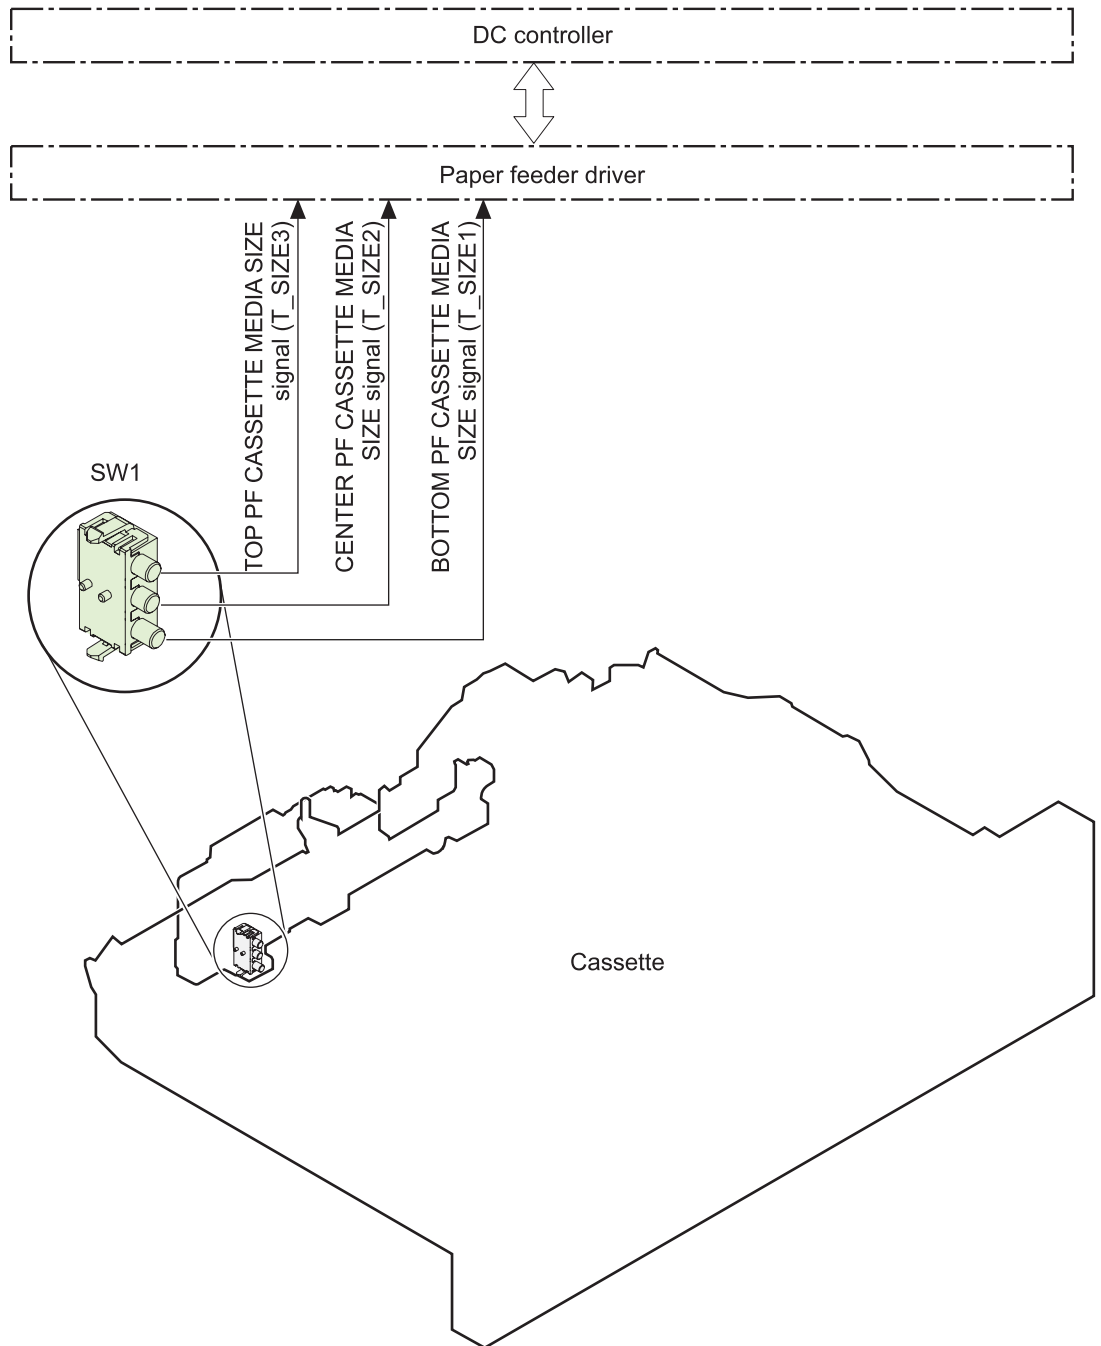 DC controller
Paper feeder driver
TOP PF CASSETTE MEDIA SIZE
signal (T_SIZE3)
CENTER PF CASSETTE MEDIA
SIZE signal (T_SIZE2)
BOTTOM PF CASSETTE MEDIA
SIZE signal (T_SIZE1)
SW1
Cassette